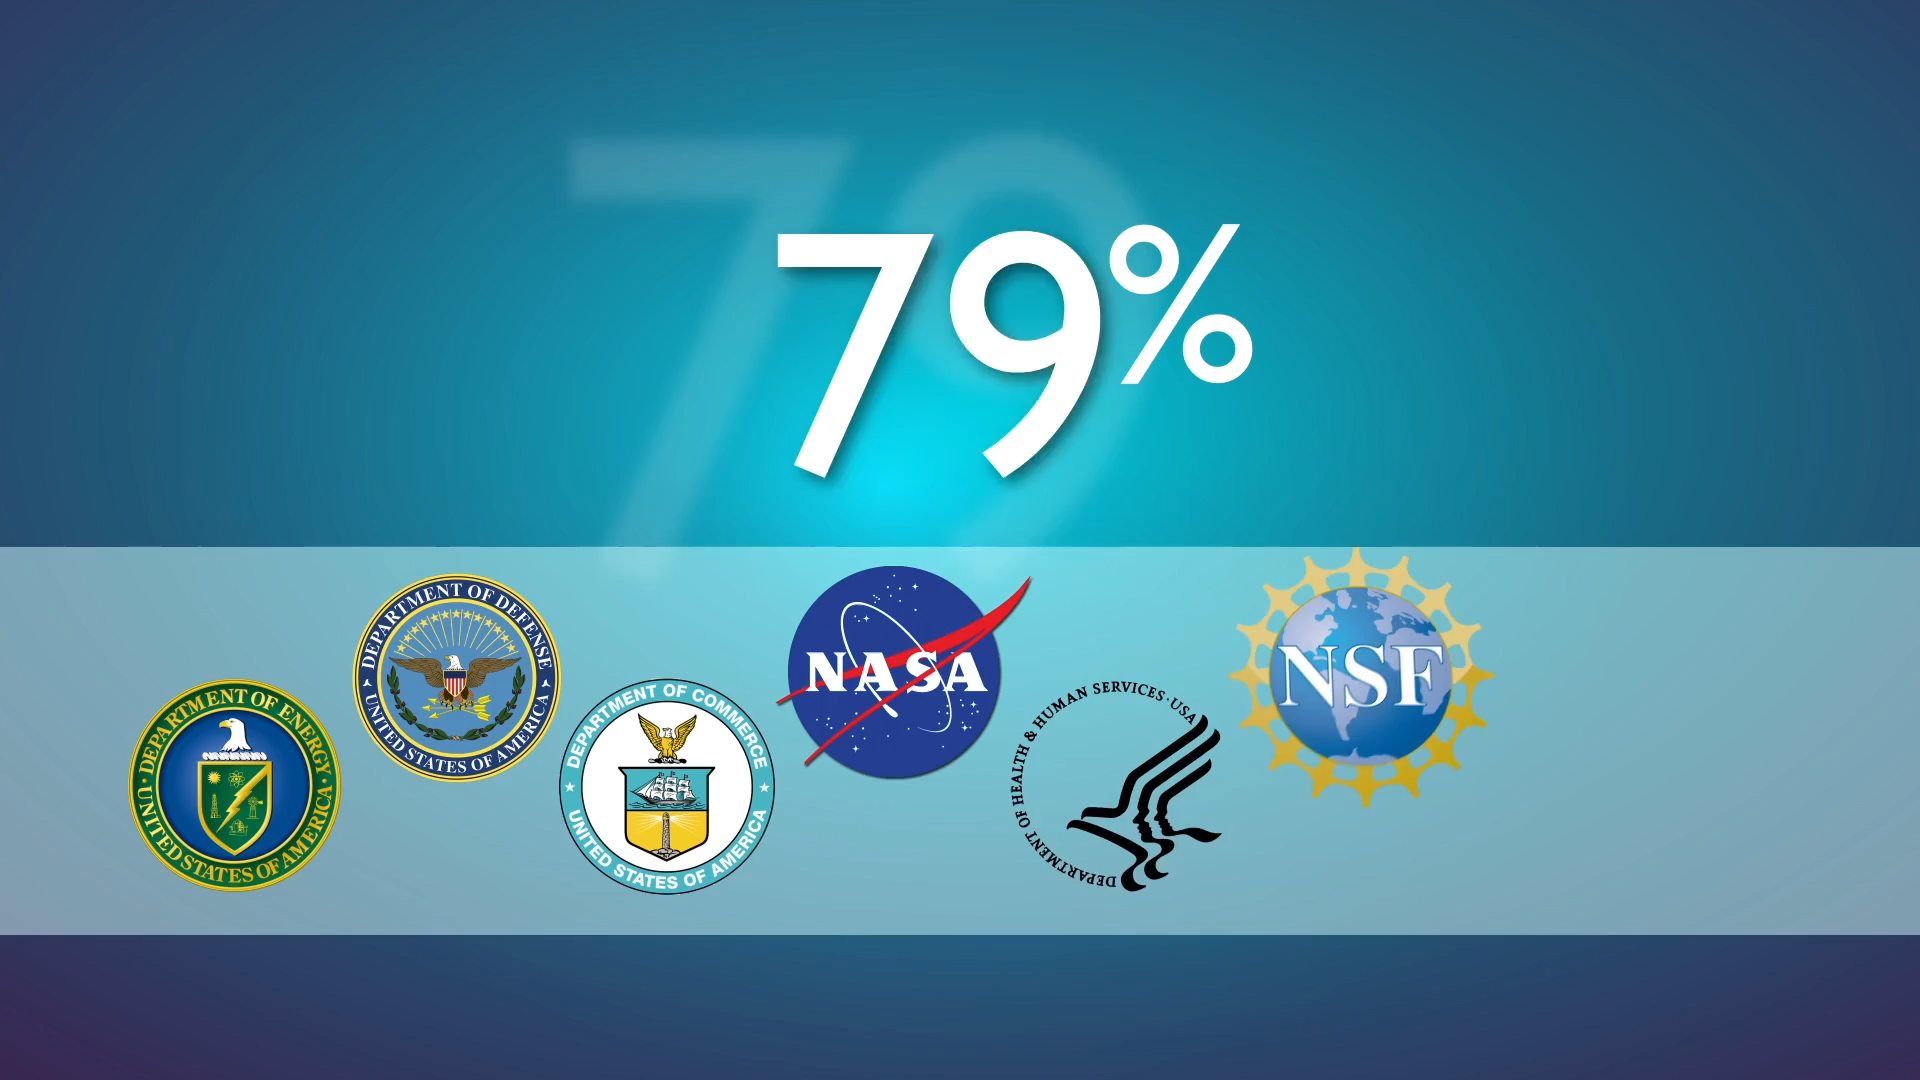 79%
79
DEPARTMENT OF ENERGY
UNITED STATES OF AMERICA
DEPARTMENT OF DEFENSE
UNITED STATES OF AMERICA
DEPARTMENT OF COMMERCE
UNITED STATES OF AMERICA
NASA
DEPARTMENT OF HEALTH & HUMAN SERVICES·USA
NSF